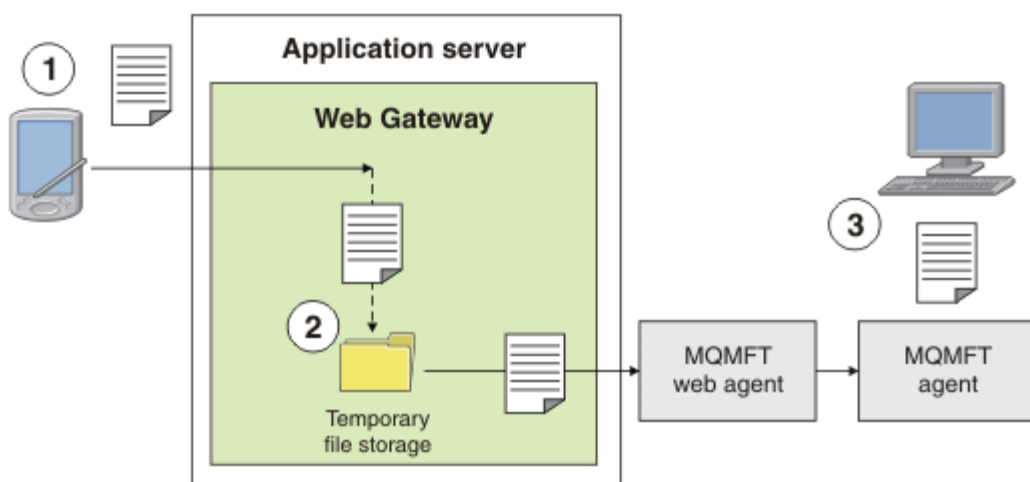 Application server
1
Web Gateway
3
2
MQMFT
web agent
MQMFT
agent
Temporary
file storage